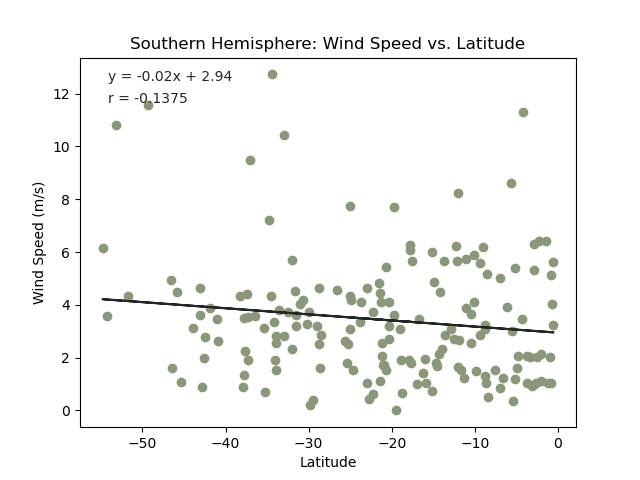 Southern Hemisphere: Wind Speed vs. Latitude
y = -0.02x + 2.94
r = -0.1375
12
10
8
6
4
2
0
Wind Speed (m/s)
−50 −40 −30 −20 −10 0
Latitude